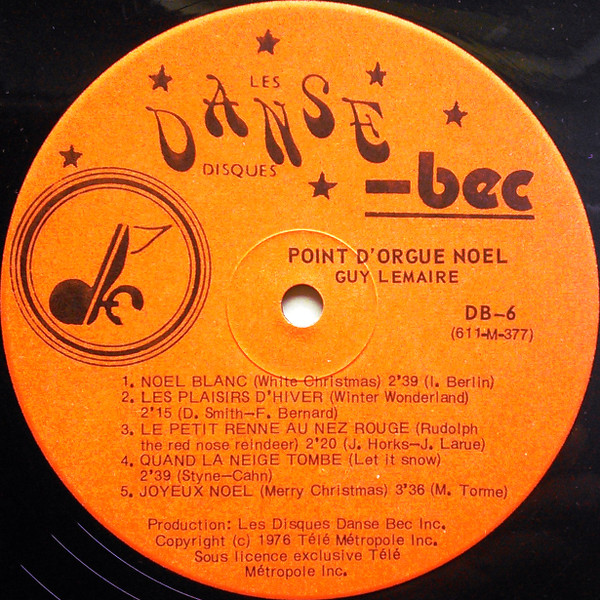 LES
DANSE
DISQUES
-bec
POINT D'ORGUE NOEL
GUY LEMAIRE
DB-6
(611-M-377)
1. NOEL BLANC (White Christmas) 2'39 (I. Berlin)
2. LES PLAISIRS D'HIVER (Winter Wonderland)
2'15 (D. Smith-F. Bernard)
3. LE PETIT RENNE AU NEZ ROUGE (Rudolph
the red nose reindeer) 2'20 (J. Horks-J. Larue)
4. QUAND LA NEIGE TOMBE (Let it snow)
2'39 (Styne-Cahn)
5. JOYEUX NOEL (Merry Christmas) 3'36 (M. Torme)
Production: Les Disques Danse Bec Inc.
Copyright (c) 1976 Télé Métropole Inc.
Sous licence exclusive Télé
Métropole Inc.